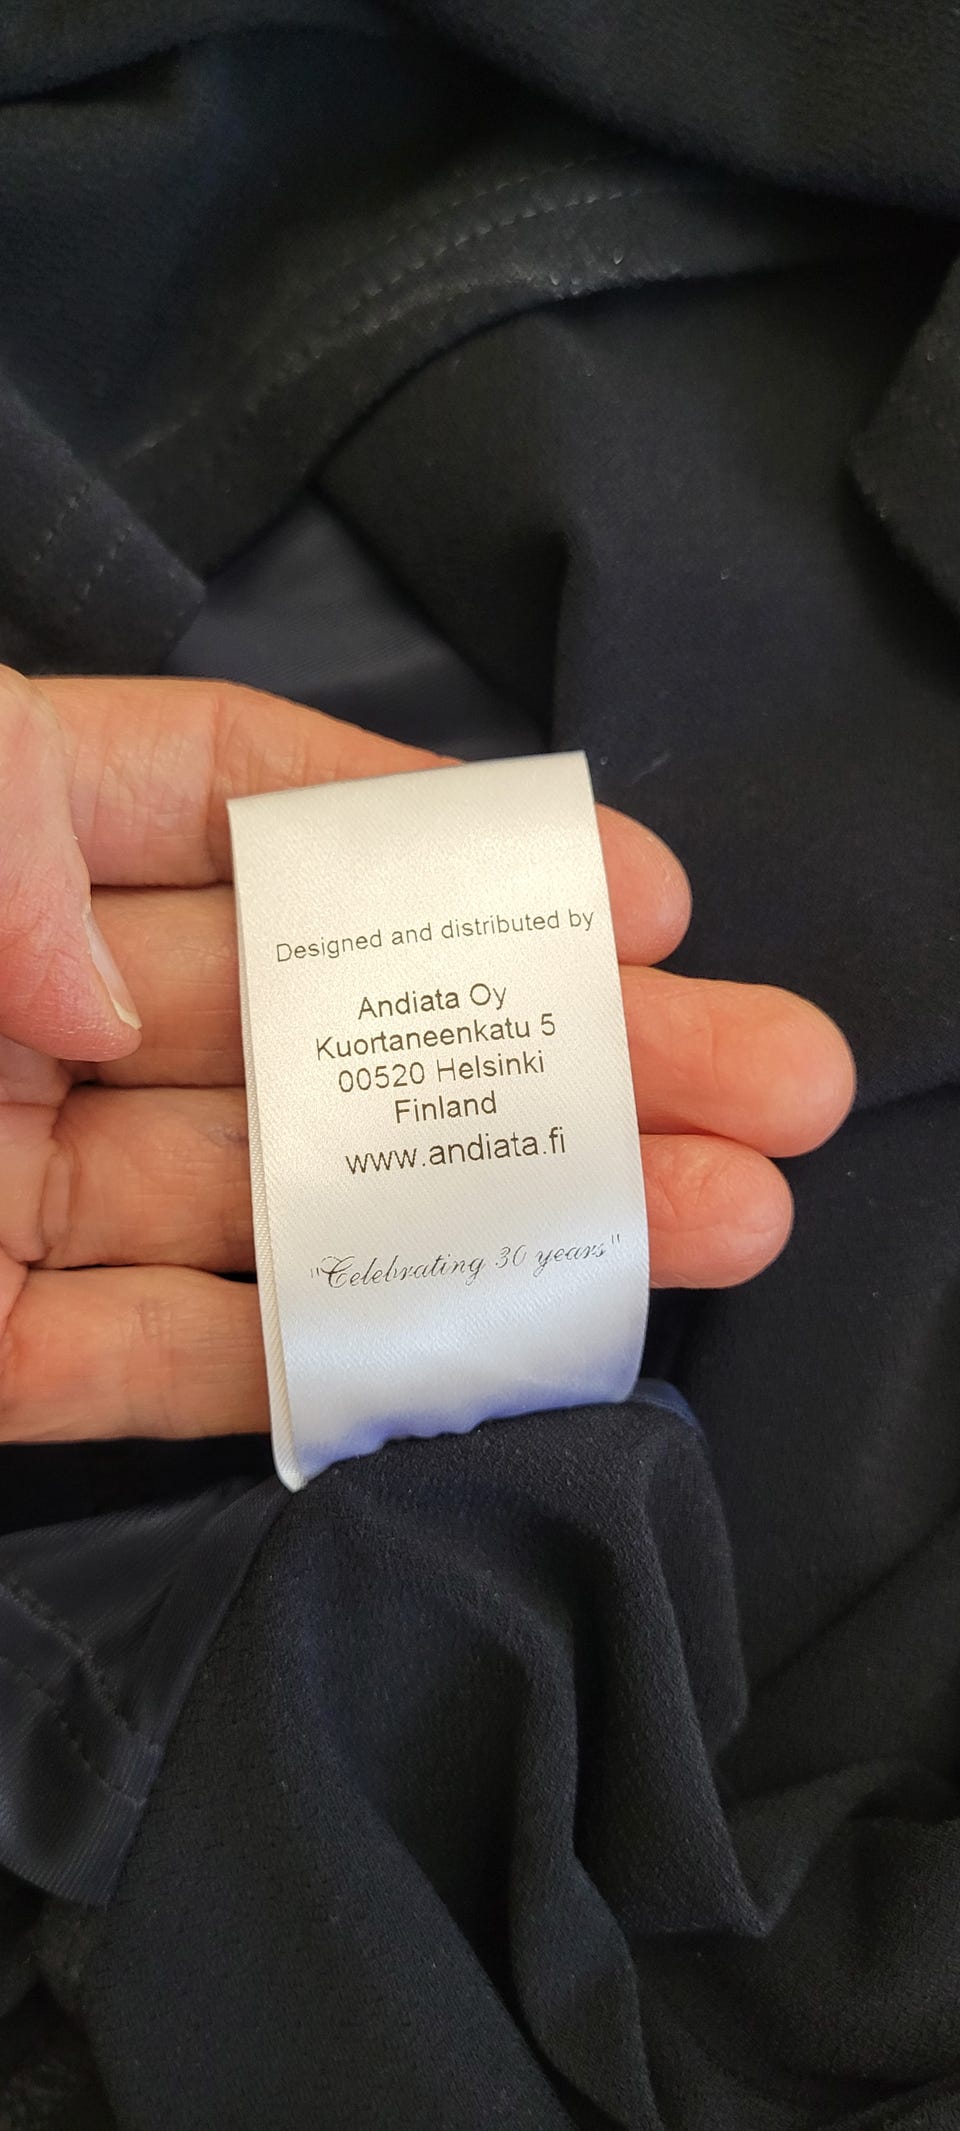 Designed and distributed by
Andiata Oy
Kuortaneenkatu 5
00520 Helsinki
Finland
www.andiata.fi
"Celebrating 30 years"